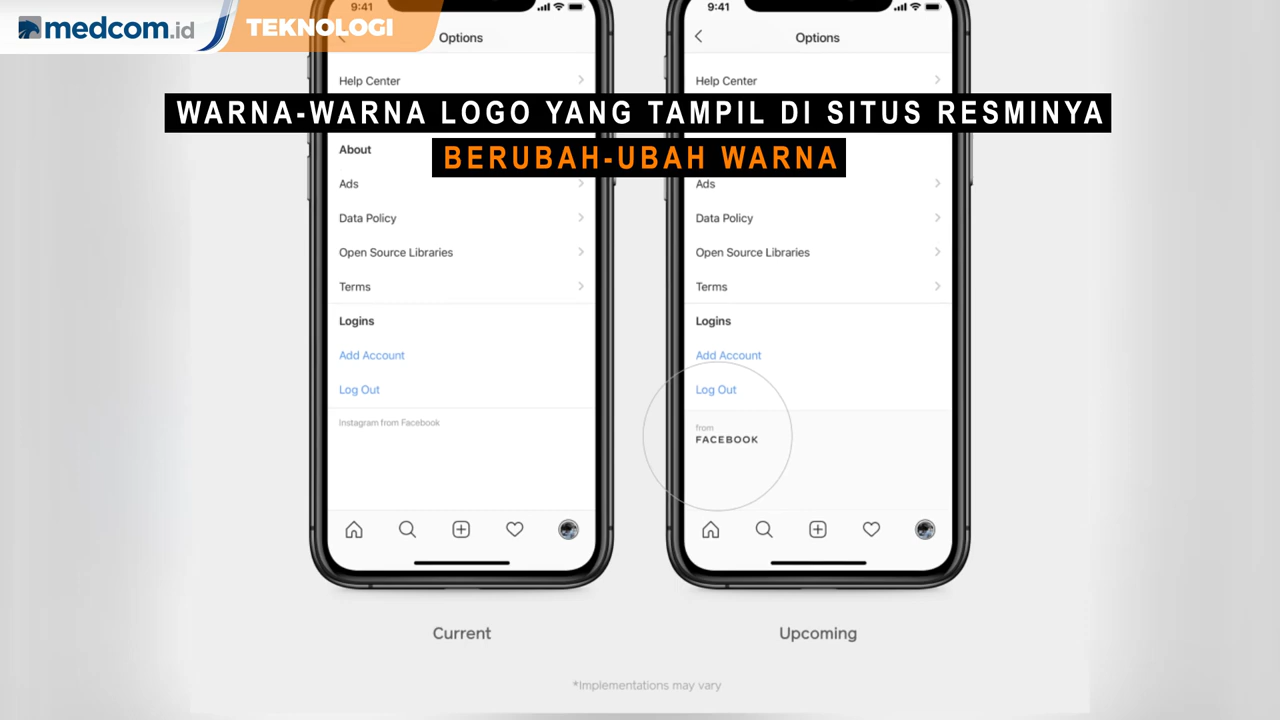 medcom.id
TEKNOLOGI
9:41
Options
Help Center
WARNA-WARNA LOGO YANG TAMPIL DI SITUS RESMINYA
BERUBAH-UBAH WARNA
About
Ads
Data Policy
Open Source Libraries
Terms
Logins
Add Account
Log Out
Instagram from Facebook
Current
9:41
Options
Help Center
Ads
Data Policy
Open Source Libraries
Terms
Logins
Add Account
Log Out
from
FACEBOOK
Upcoming
*Implementations may vary